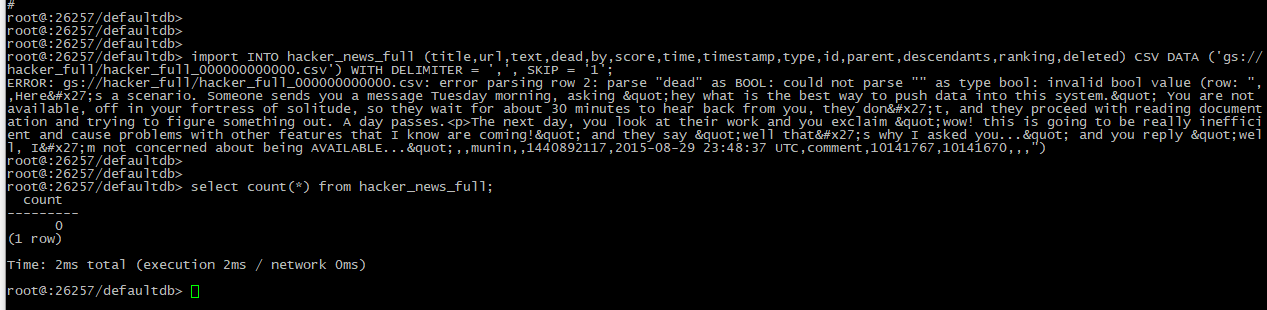 #
root@:26257/defaultdb>
root@:26257/defaultdb>
root@:26257/defaultdb>
root@:26257/defaultdb> import INTO hacker_news_full (title,url,text,dead,by,score,time,timestamp,type,id,parent,descendants,ranking,deleted) CSV DATA ('gs://
hacker_full/hacker_full_000000000000.csv') WITH DELIMITER = ',', SKIP = '1';
ERROR: gs://hacker_full/hacker_full_000000000000.csv: error parsing row 2: parse "dead" as BOOL: could not parse "" as type bool: invalid bool value (row: ",
,Here&#x27;s a scenario. Someone sends you a message Tuesday morning, asking &quot;hey what is the best way to push data into this system.&quot; You are not
available, off in your fortress of solitude, so they wait for about 30 minutes to hear back from you, they don&#x27;t, and they proceed with reading document
ation and trying to figure something out. A day passes.<p>The next day, you look at their work and you exclaim &quot;wow! this is going to be really ineffici
ent and cause problems with other features that I know are coming!&quot; and they say &quot;well that&#x27;s why I asked you...&quot; and you reply &quot;wel
l, I&#x27;m not concerned about being AVAILABLE...&quot;,,munin,,1440892117,2015-08-29 23:48:37 UTC,comment,10141767,10141670,,,")
root@:26257/defaultdb>
root@:26257/defaultdb>
root@:26257/defaultdb> select count(*) from hacker_news_full;
count
---------
0
(1 row)
Time: 2ms total (execution 2ms / network 0ms)
root@:26257/defaultdb>